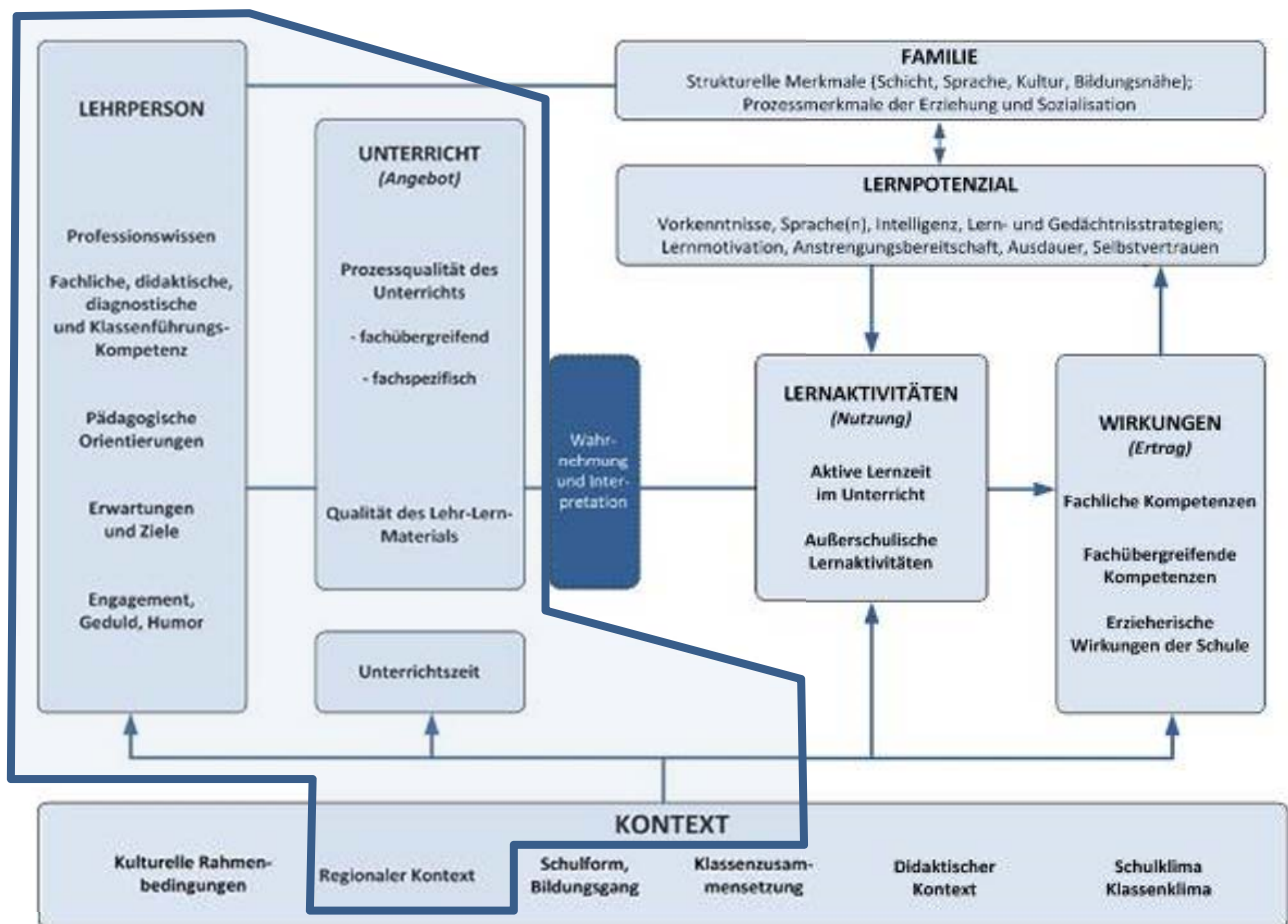 LEHRPERSON
Professionswissen
Fachliche, didaktische,
diagnostische
und Klassenführungs-
Kompetenz
Pädagogische
Orientierungen
Erwartungen
und Ziele
Engagement,
Geduld, Humor
UNTERRICHT
(Angebot)
Prozessqualität des
Unterrichts
- fachübergreifend
- fachspezifisch
Qualität des Lehr-Lern-
Materials
Unterrichtszeit
Wahr-
nehmung
und Inter-
pretation
FAMILIE
Strukturelle Merkmale (Schicht, Sprache, Kultur, Bildungsnähe);
Prozessmerkmale der Erziehung und Sozialisation
LERNPOTENZIAL
Vorkenntnisse, Sprache(n), Intelligenz, Lern- und Gedächtnisstrategien;
Lernmotivation, Anstrengungsbereitschaft, Ausdauer, Selbstvertrauen
LERNAKTIVITÄTEN
(Nutzung)
Aktive Lernzeit
im Unterricht
Außerschulische
Lernaktivitäten
WIRKUNGEN
(Ertrag)
Fachliche Kompetenzen
Fachübergreifende
Kompetenzen
Erzieherische
Wirkungen der Schule
KONTEXT
Kulturelle Rahmen-
bedingungen
Regionaler Kontext
Schulform,
Bildungsgang
Klassenzusam-
mensetzung
Didaktischer
Kontext
Schulklima
Klassenklima